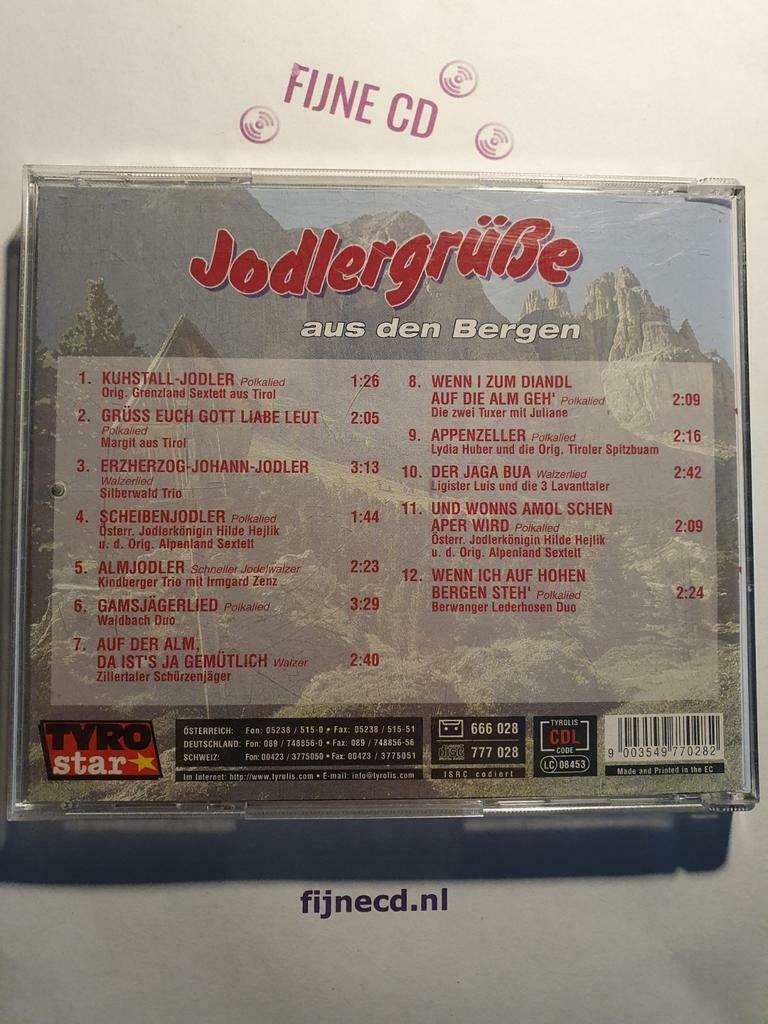 FIJNE CD
Jodlergrüße
aus den Bergen
1. KUHSTALL-JODLER Polkalied 1:26
Orig. Grenzland Sextett aus Tirol
2. GRÜSS EUCH GOTT LIABE LEUT 2:05
Polkalied
Margit aus Tirol
3. ERZHERZOG-JOHANN-JODLER 3:13
Walzerlied
Silberwald Trio
4. SCHEIBENJODLER Polkalied 1:44
Österr. Jodlerkönigin Hilde Hejlik
u. d. Orig. Alpenland Sextett
5. ALMJODLER Schneller Jodelwalzer 2:23
Kindberger Trio mit Irmgard Zenz
6. GAMSJÄGERLIED Polkalied 3:29
Waldbach Duo
7. AUF DER ALM,
DA IST'S JA GEMÜTLICH Walzer 2:40
Zillertaler Schürzenjäger
8. WENN I ZUM DIANDL
AUF DIE ALM GEH' Polkalied 2:09
Die zwei Tuxer mit Juliane
9. APPENZELLER Polkalied 2:16
Lydia Huber und die Orig. Tiroler Spitzbuam
10. DER JAGA BUA Walzerlied 2:42
Ligister Luis und die 3 Lavanttaler
11. UND WONNS AMOL SCHEN
APER WIRD Polkalied 2:09
Österr. Jodlerkönigin Hilde Hejlik
u. d. Orig. Alpenland Sextett
12. WENN ICH AUF HOHEN
BERGEN STEH' Polkalied 2:24
Berwanger Lederhosen Duo
TYRO
star
ÖSTERREICH: Fon: 05238 / 515-0 • Fax: 05238 / 515-51
DEUTSCHLAND: Fon: 089 / 748856-0 • Fax: 089 / 748856-56
SCHWEIZ: Fon: 00423 / 3775050 • Fax: 00423 / 3775051
Im Internet: http://www.tyrolis.com • E-mail: info@tyrolis.com
666 028
disc 777 028
ISRC codiert
TYROLIS
CDL
CODE
LC 08453
9 003549 770282
Made and Printed in the EC
fijnecd.nl